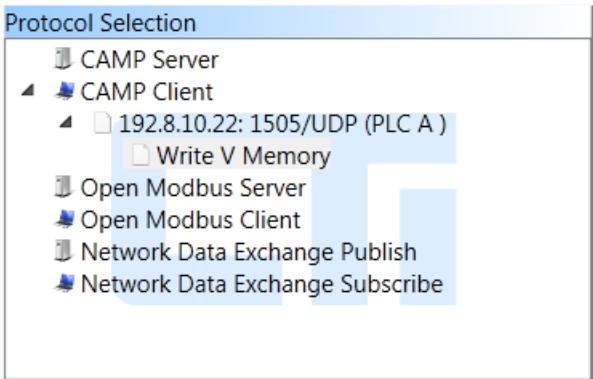 Protocol Selection
CAMP Server
CAMP Client
192.8.10.22: 1505/UDP (PLC A )
Write V Memory
Open Modbus Server
Open Modbus Client
Network Data Exchange Publish
Network Data Exchange Subscribe